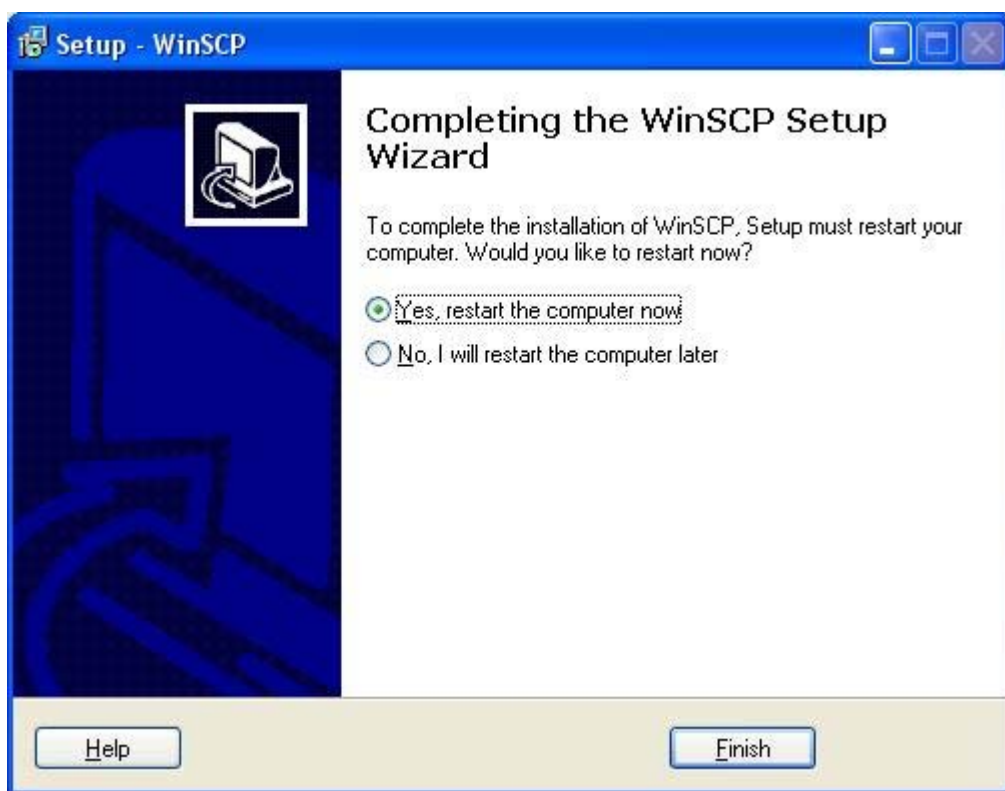 Setup - WinSCP
Completing the WinSCP Setup
Wizard
To complete the installation of WinSCP, Setup must restart your
computer. Would you like to restart now?
Yes, restart the computer now
No, I will restart the computer later
Help
Finish